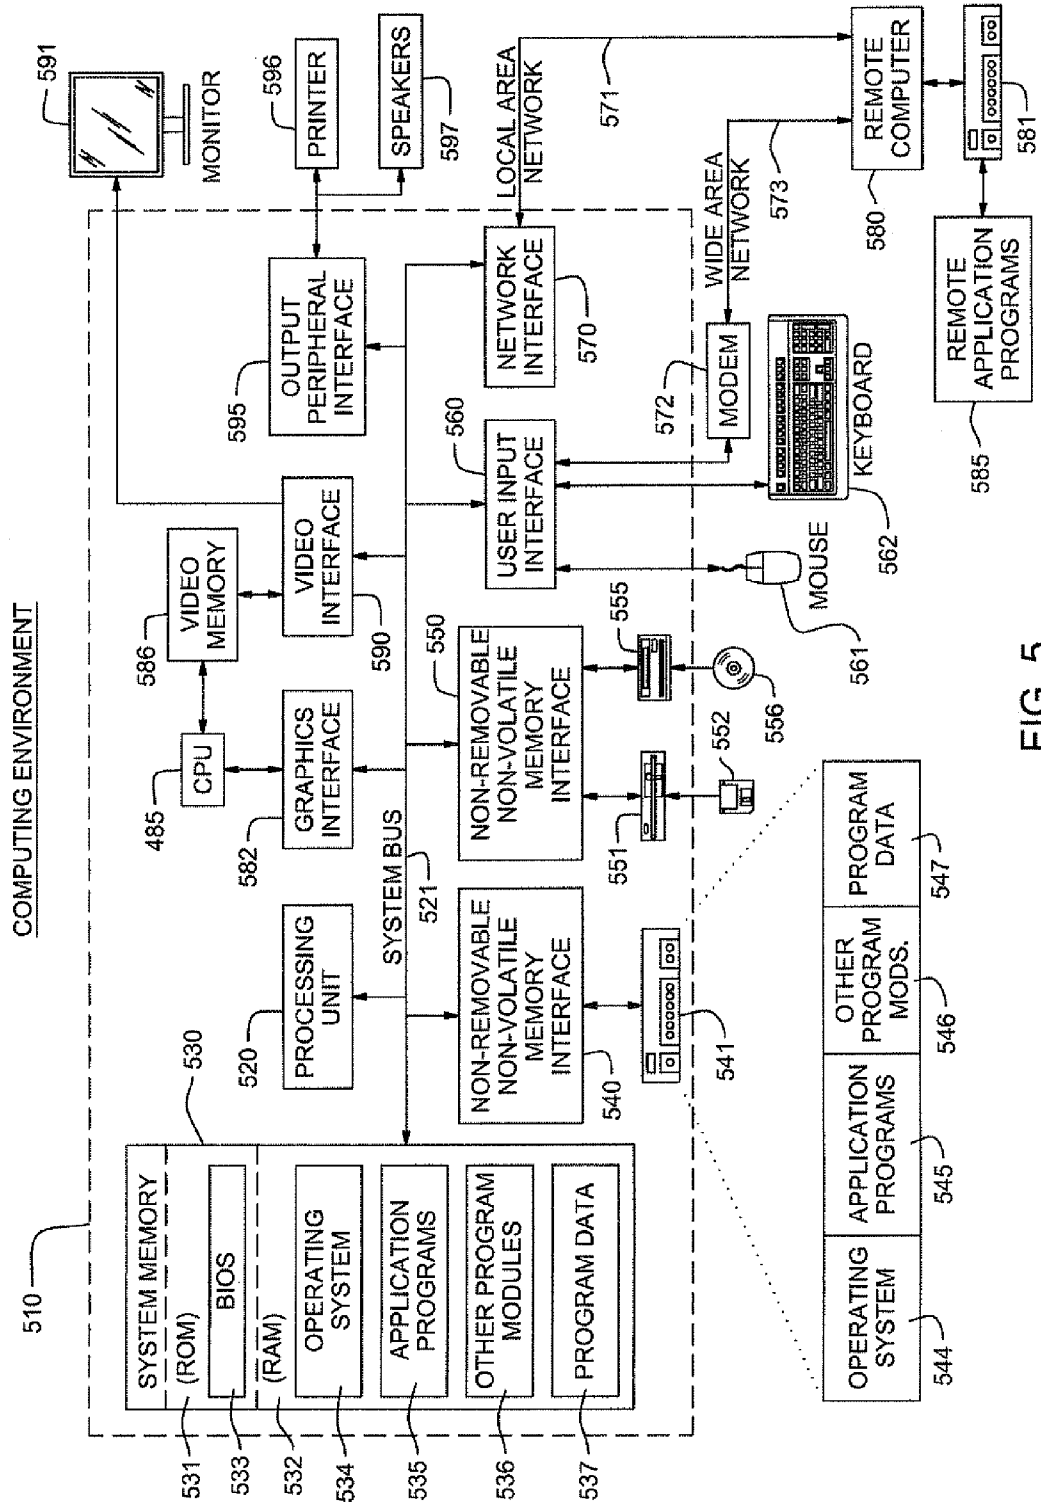 COMPUTING ENVIRONMENT
510
SYSTEM MEMORY
(ROM)
531
BIOS
533
(RAM)
532
OPERATING
SYSTEM
534
APPLICATION
PROGRAMS
535
OTHER PROGRAM
MODULES
536
PROGRAM DATA
537
530
520
PROCESSING
UNIT
SYSTEM BUS
521
485
CPU
582
GRAPHICS
INTERFACE
586
VIDEO
MEMORY
VIDEO
INTERFACE
590
595
OUTPUT
PERIPHERAL
INTERFACE
591
MONITOR
596
PRINTER
SPEAKERS
597
NON-REMOVABLE
NON-VOLATILE
MEMORY
INTERFACE
540
541
NON-REMOVABLE
NON-VOLATILE
MEMORY
INTERFACE
550
551
552
555
556
USER INPUT
INTERFACE
560
MOUSE
561
KEYBOARD
562
NETWORK
INTERFACE
570
LOCAL AREA
NETWORK
571
572
MODEM
WIDE AREA
NETWORK
573
REMOTE
COMPUTER
580
581
REMOTE
APPLICATION
PROGRAMS
585
OPERATING
SYSTEM
544
APPLICATION
PROGRAMS
545
OTHER
PROGRAM
MODS.
546
PROGRAM
DATA
547
FIG. 5